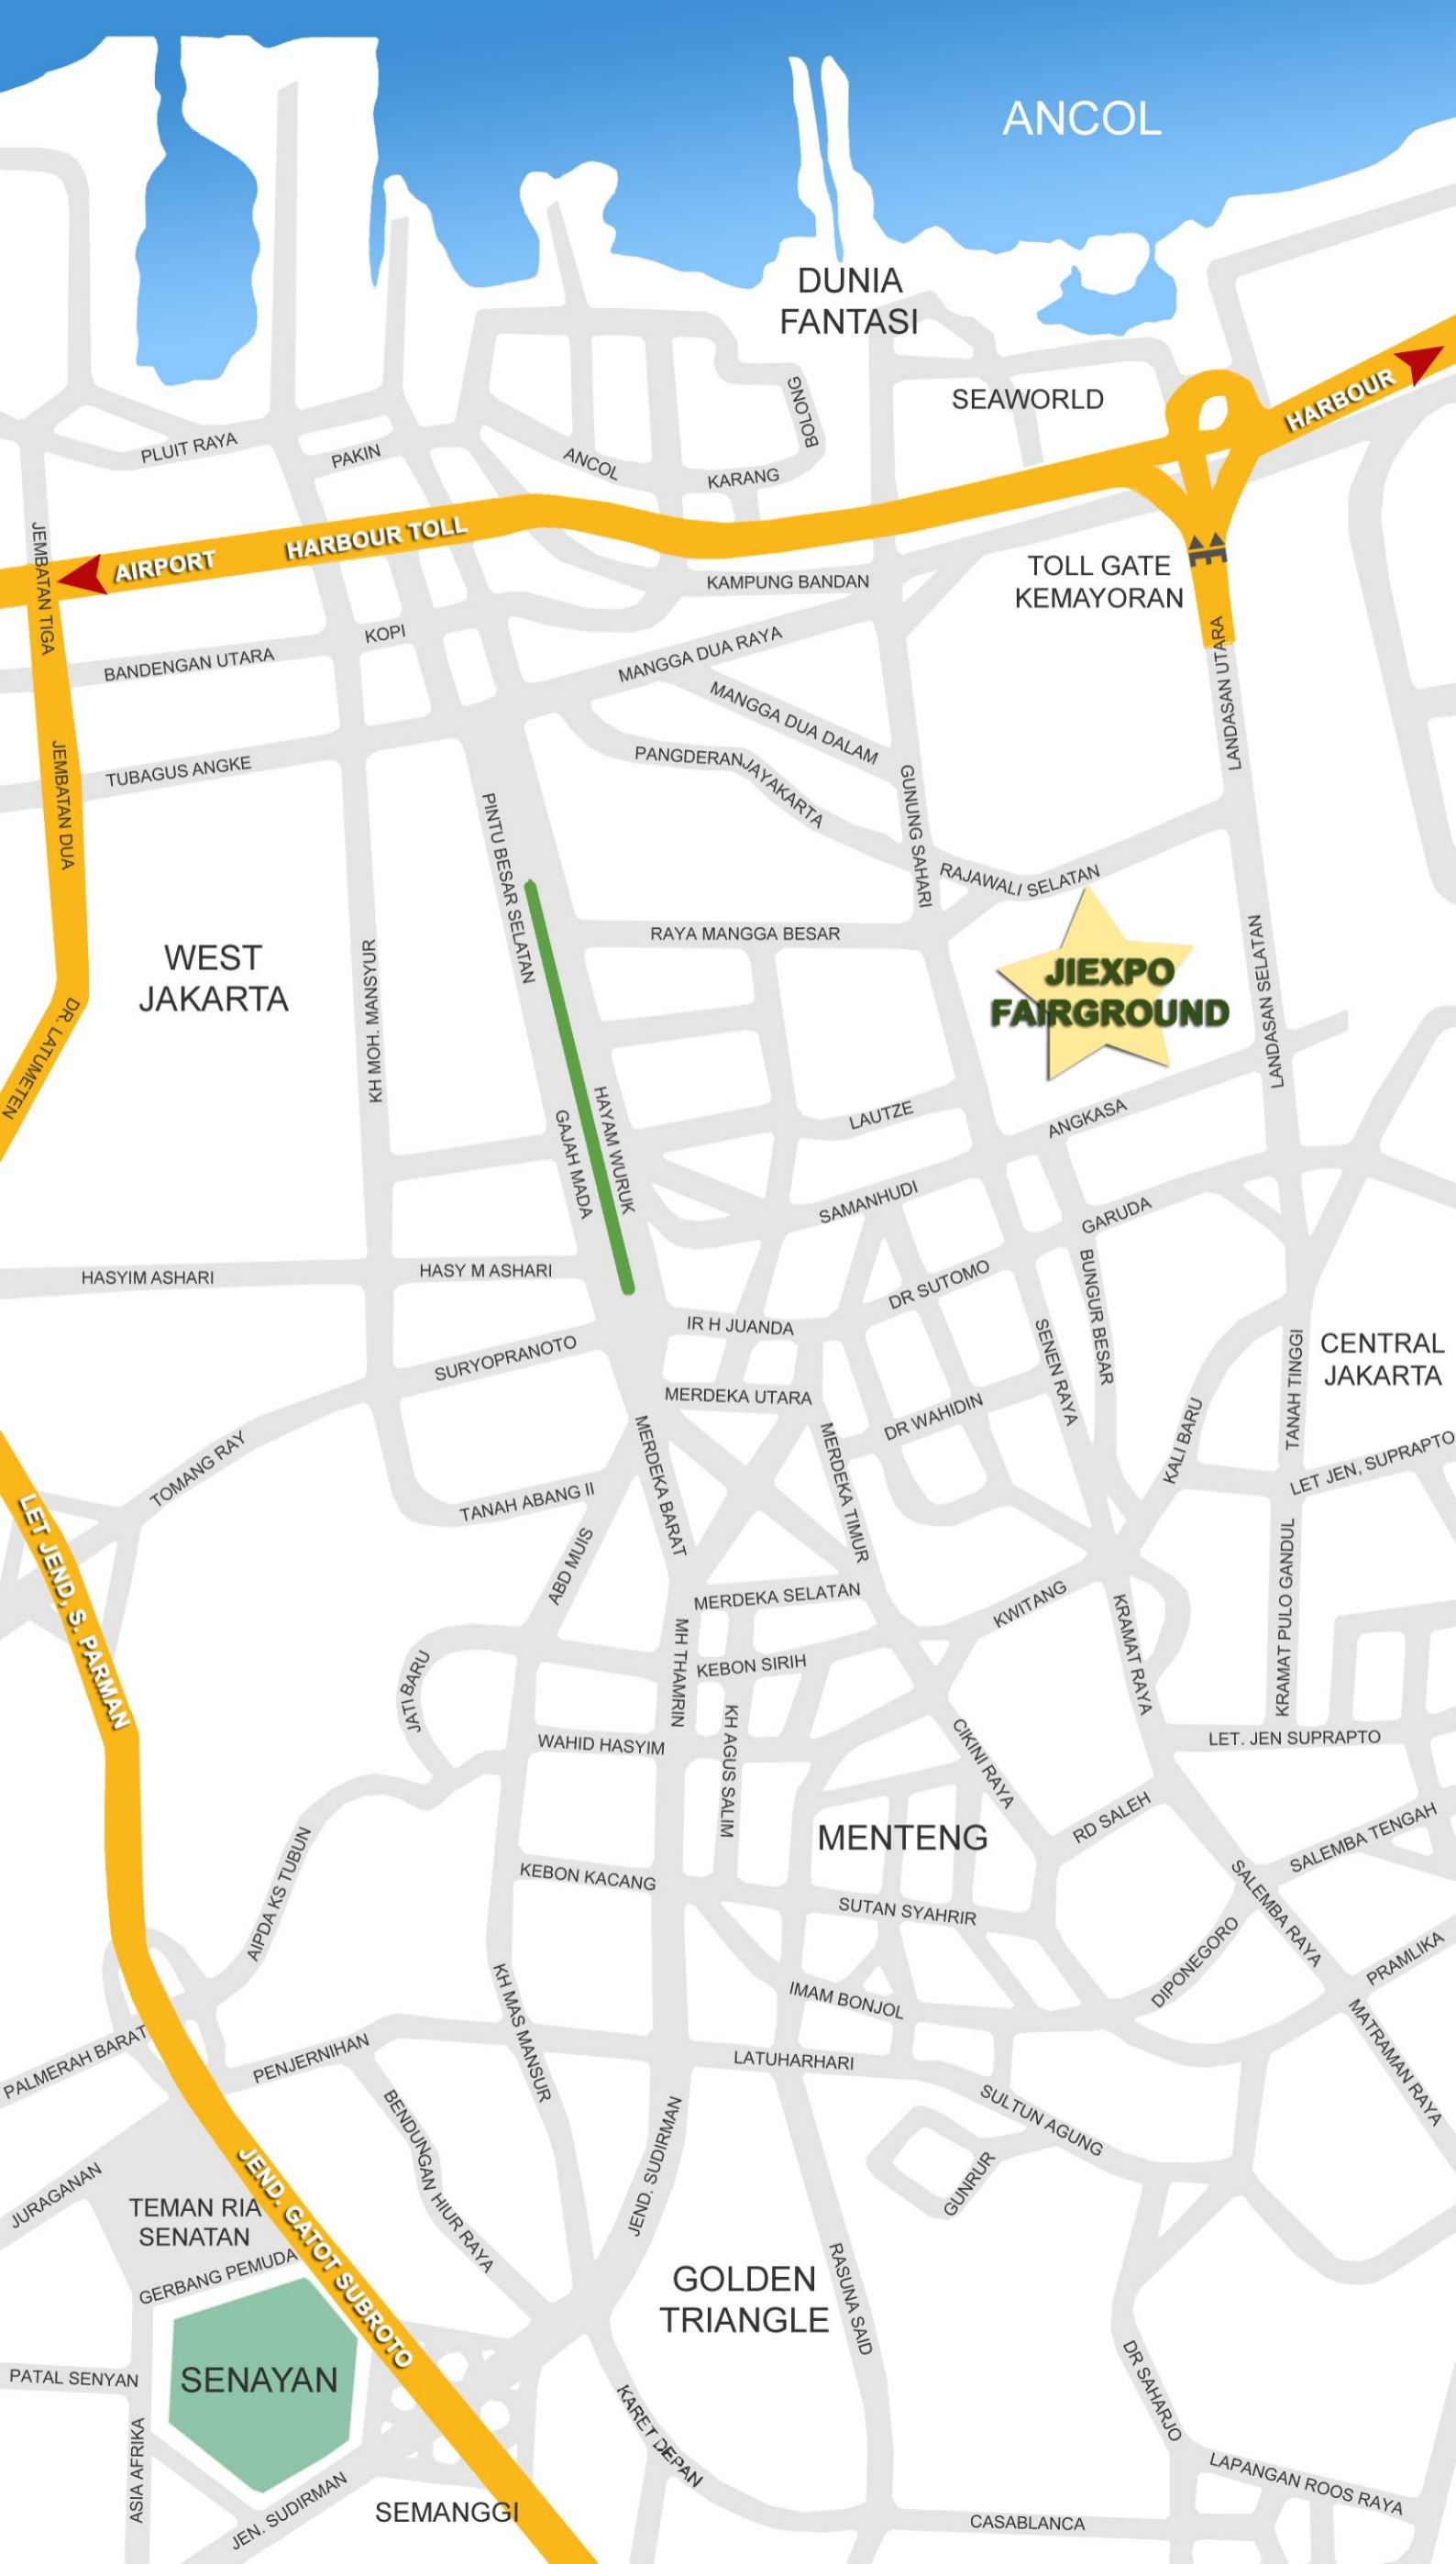 ANCOL
DUNIA
FANTASI
SEAWORLD
BOLONG
HARBOUR
PLUIT RAYA
PAKIN
ANCOL
KARANG
JEMBATAN TIGA
AIRPORT
HARBOUR TOLL
TOLL GATE
KEMAYORAN
KAMPUNG BANDAN
KOPI
BANDENGAN UTARA
MANGGA DUA RAYA
LANDASAN UTARA
MANGGA DUA DALAM
JEMBATAN DUA
TUBAGUS ANGKE
PANGDERAN JAYAKARTA
GUNUNG SAHARI
PINTU BESAR SELATAN
RAJAWALI SELATAN
RAYA MANGGA BESAR
WEST
JAKARTA
KH MOH. MANSYUR
JIEXPO
FAIRGROUND
LANDASAN SELATAN
DR. LATUMETEN
HAYAM WURUK
GAJAH MADA
LAUTZE
ANGKASA
SAMANHUDI
GARUDA
HASYIM ASHARI
HASY M ASHARI
DR SUTOMO
BUNGUR BESAR
IR H JUANDA
SENEN RAYA
SURYOPRANOTO
TANAH TINGGI
CENTRAL
JAKARTA
MERDEKA UTARA
DR WAHIDIN
KALI BARU
MERDEKA BARAT
MERDEKA TIMUR
TOMANG RAY
LET JEN, SUPRAPTO
TANAH ABANG II
LET JEND, S. PARMAN
ABD MUIS
KRAMAT PULO GANDUL
MERDEKA SELATAN
KWITANG
KRAMAT RAYA
MH THAMRIN
JATI BARU
KEBON SIRIH
KH AGUS SALIM
CIKINI RAYA
WAHID HASYIM
LET. JEN SUPRAPTO
RD SALEH
MENTENG
SALEMBA TENGAH
AIPDA KS TUBUN
KEBON KACANG
SALEMBA RAYA
SUTAN SYAHRIR
DIPONEGORO
PRAMLIKA
KH MAS MANSUR
IMAM BONJOL
MATRAMAN RAYA
PALMERAH BARAT
PENJERNIHAN
LATUHARHARI
SULTUN AGUNG
BENDUNGAN HIUR RAYA
JEND. SUDIRMAN
GUNRUR
JURAGANAN
JEND. GATOT SUBROTO
TEMAN RIA
SENATAN
GERBANG PEMUDA
GOLDEN
TRIANGLE
RASUNA SAID
SENAYAN
PATAL SENYAN
DR SAHARJO
KARET DEPAN
ASIA AFRIKA
LAPANGAN ROOS RAYA
JEN. SUDIRMAN
SEMANGGI
CASABLANCA